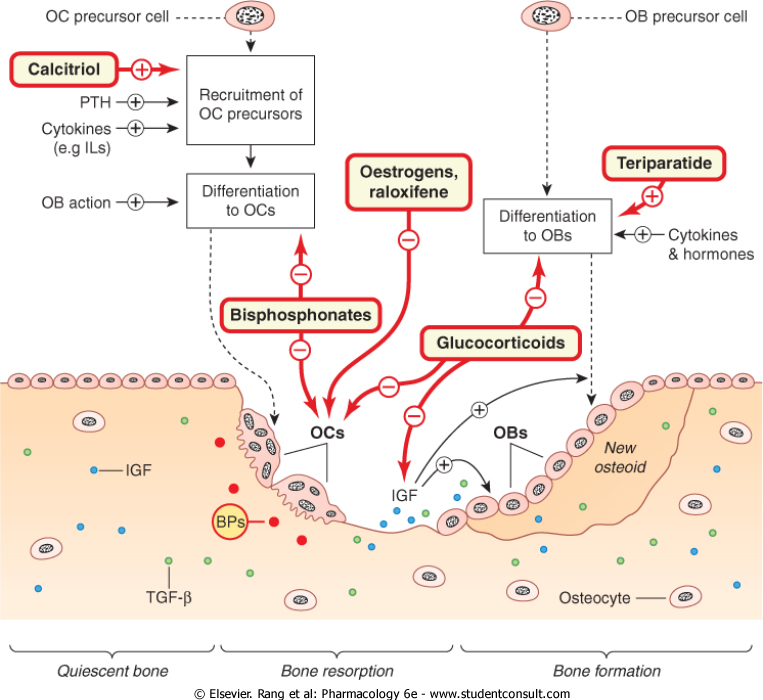 OC precursor cell
OB precursor cell
Calcitriol
PTH
Cytokines
(e.g ILs)
Recruitment of
OC precursors
OB action
Differentiation
to OCs
Oestrogens,
raloxifene
Teriparatide
Differentiation
to OBs
Cytokines
& hormones
Bisphosphonates
Glucocorticoids
OCs
OBs
New
osteoid
IGF
IGF
BPs
TGF-β
Osteocyte
Quiescent bone
Bone resorption
Bone formation
© Elsevier. Rang et al: Pharmacology 6e - www.studentconsult.com